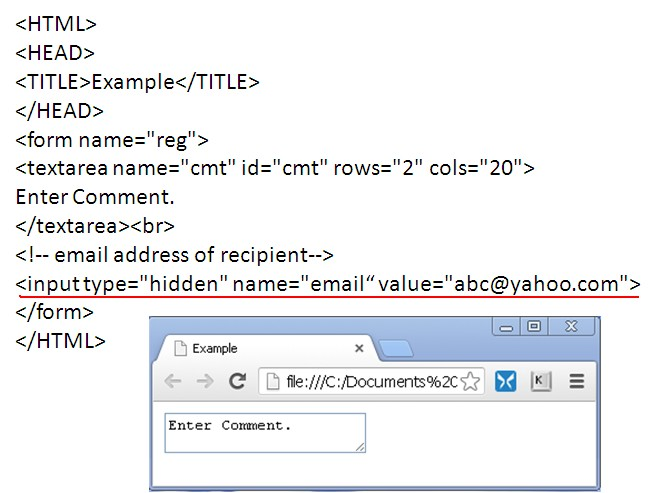 <HTML>
<HEAD>
<TITLE>Example</TITLE>
</HEAD>
<form name="reg">
<textarea name="cmt" id="cmt" rows="2" cols="20">
Enter Comment.
</textarea><br>
<!-- email address of recipient-->
<input type="hidden" name="email“ value="abc@yahoo.com">
</form>
</HTML>
Example
file:///C:/Documents%2C
K
Enter Comment.